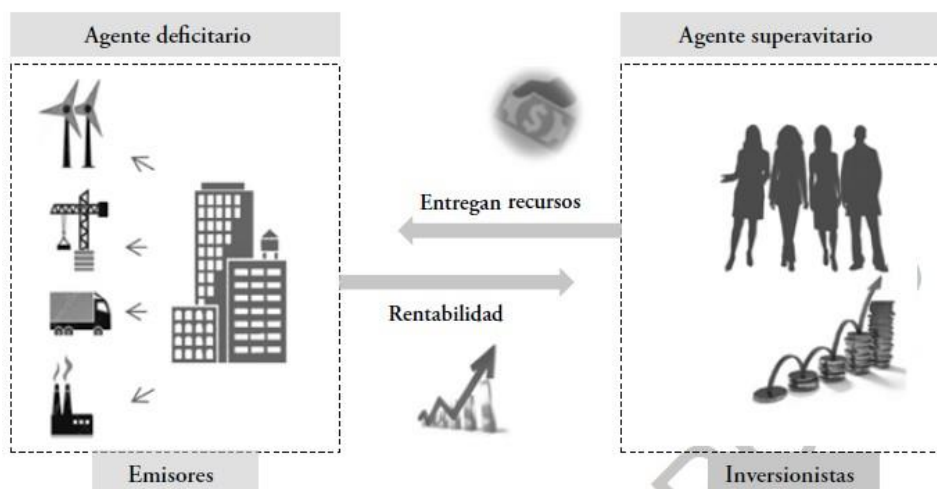 Agente deficitario
Agente superavitario
$
Entregan recursos
Rentabilidad
Emisores
Inversionistas